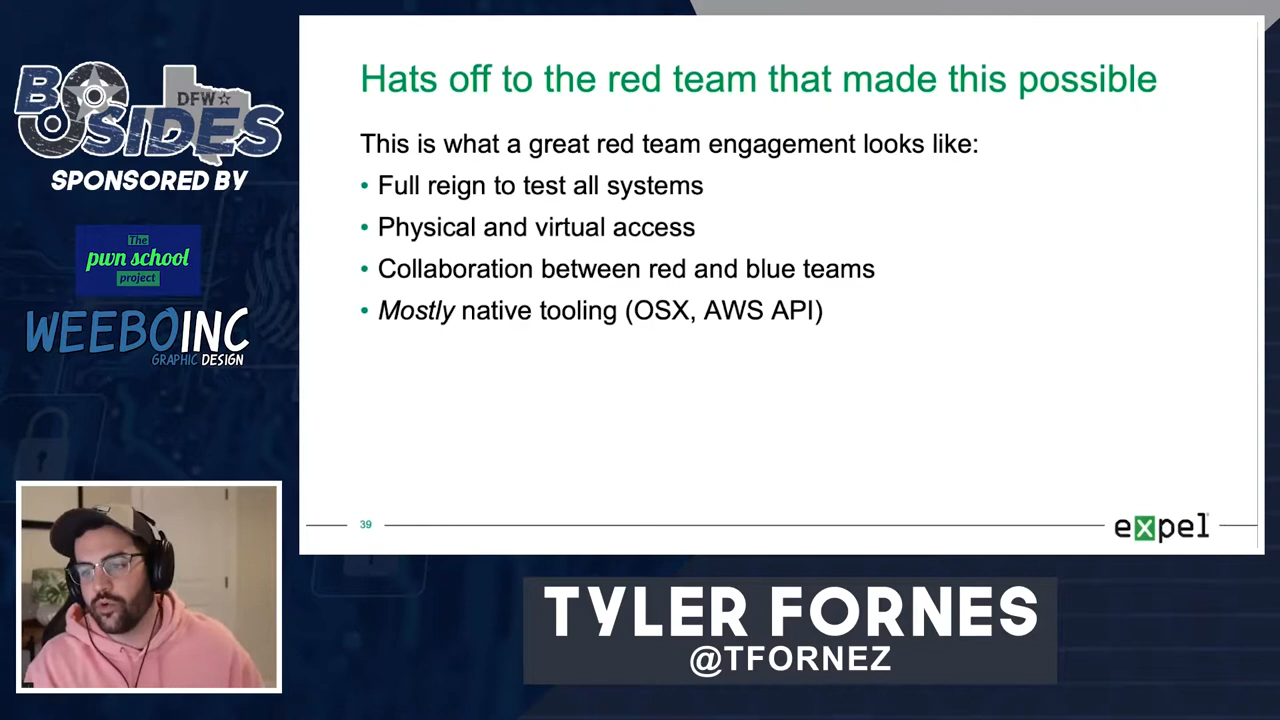 BSIDES
DFW
SPONSORED BY
The
pwn school
project
WEEBOINC
GRAPHIC DESIGN
Hats off to the red team that made this possible
This is what a great red team engagement looks like:
• Full reign to test all systems
• Physical and virtual access
• Collaboration between red and blue teams
• Mostly native tooling (OSX, AWS API)
39
expel
TYLER FORNES
@TFORNEZ